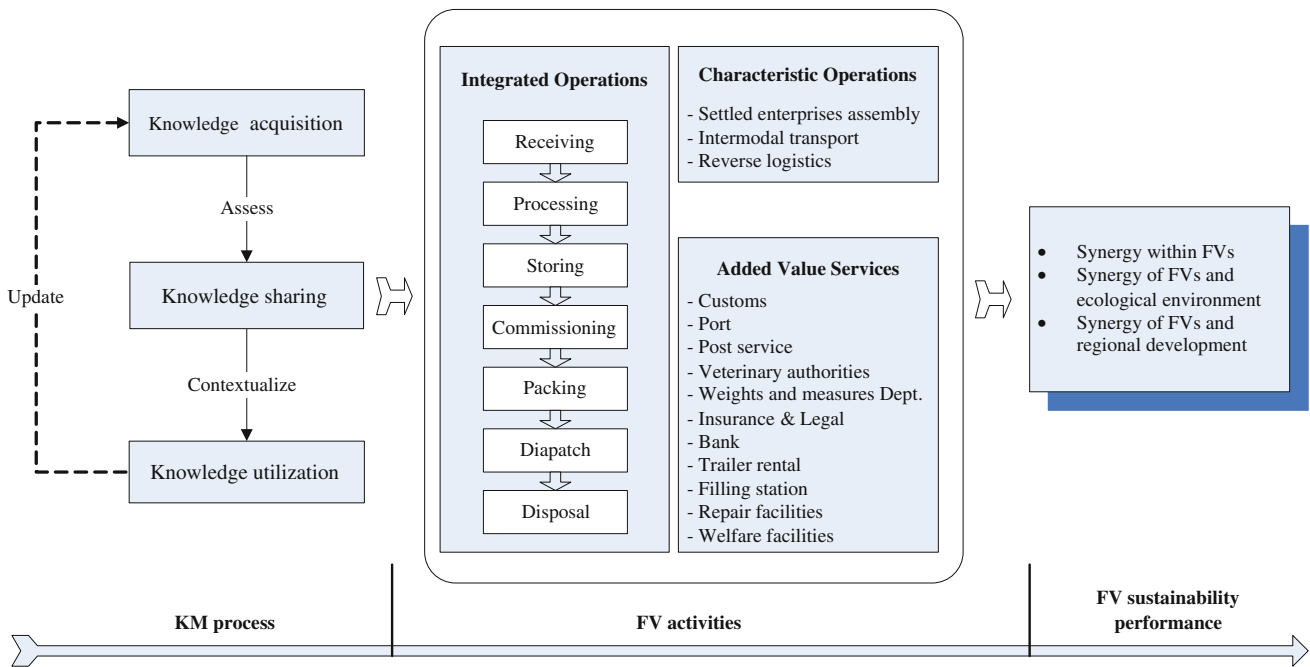 Knowledge acquisition
Assess
Knowledge sharing
Update
Contextualize
Knowledge utilization
Integrated Operations
Receiving
Processing
Storing
Commissioning
Packing
Diapatch
Disposal
Characteristic Operations
- Settled enterprises assembly
- Intermodal transport
- Reverse logistics
Added Value Services
- Customs
- Port
- Post service
- Veterinary authorities
- Weights and measures Dept.
- Insurance & Legal
- Bank
- Trailer rental
- Filling station
- Repair facilities
- Welfare facilities
• Synergy within FVs
• Synergy of FVs and
ecological environment
• Synergy of FVs and
regional development
KM process
FV activities
FV sustainability
performance